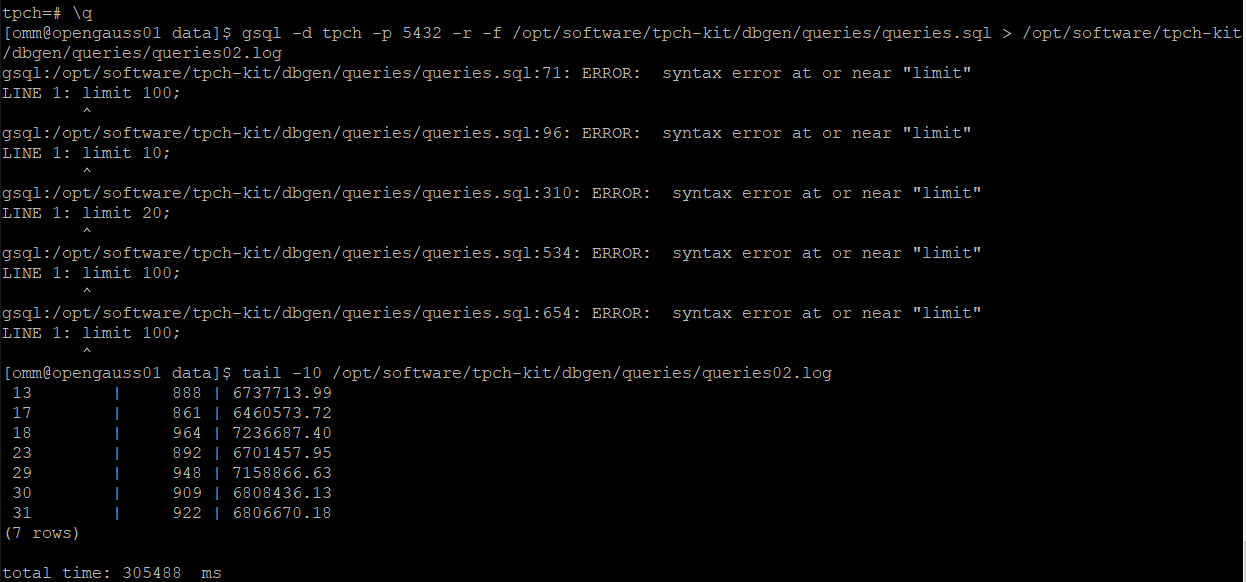 tpch=# \q
[omm@opengauss01 data]$ gsql -d tpch -p 5432 -r -f /opt/software/tpch-kit/dbgen/queries/queries.sql > /opt/software/tpch-kit
/dbgen/queries/queries02.log
gsql:/opt/software/tpch-kit/dbgen/queries/queries.sql:71: ERROR:  syntax error at or near "limit"
LINE 1: limit 100;
        ^
gsql:/opt/software/tpch-kit/dbgen/queries/queries.sql:96: ERROR:  syntax error at or near "limit"
LINE 1: limit 10;
        ^
gsql:/opt/software/tpch-kit/dbgen/queries/queries.sql:310: ERROR:  syntax error at or near "limit"
LINE 1: limit 20;
        ^
gsql:/opt/software/tpch-kit/dbgen/queries/queries.sql:534: ERROR:  syntax error at or near "limit"
LINE 1: limit 100;
        ^
gsql:/opt/software/tpch-kit/dbgen/queries/queries.sql:654: ERROR:  syntax error at or near "limit"
LINE 1: limit 100;
        ^
[omm@opengauss01 data]$ tail -10 /opt/software/tpch-kit/dbgen/queries/queries02.log
 13        |     888 | 6737713.99
 17        |     861 | 6460573.72
 18        |     964 | 7236687.40
 23        |     892 | 6701457.95
 29        |     948 | 7158866.63
 30        |     909 | 6808436.13
 31        |     922 | 6806670.18
(7 rows)
total time: 305488  ms